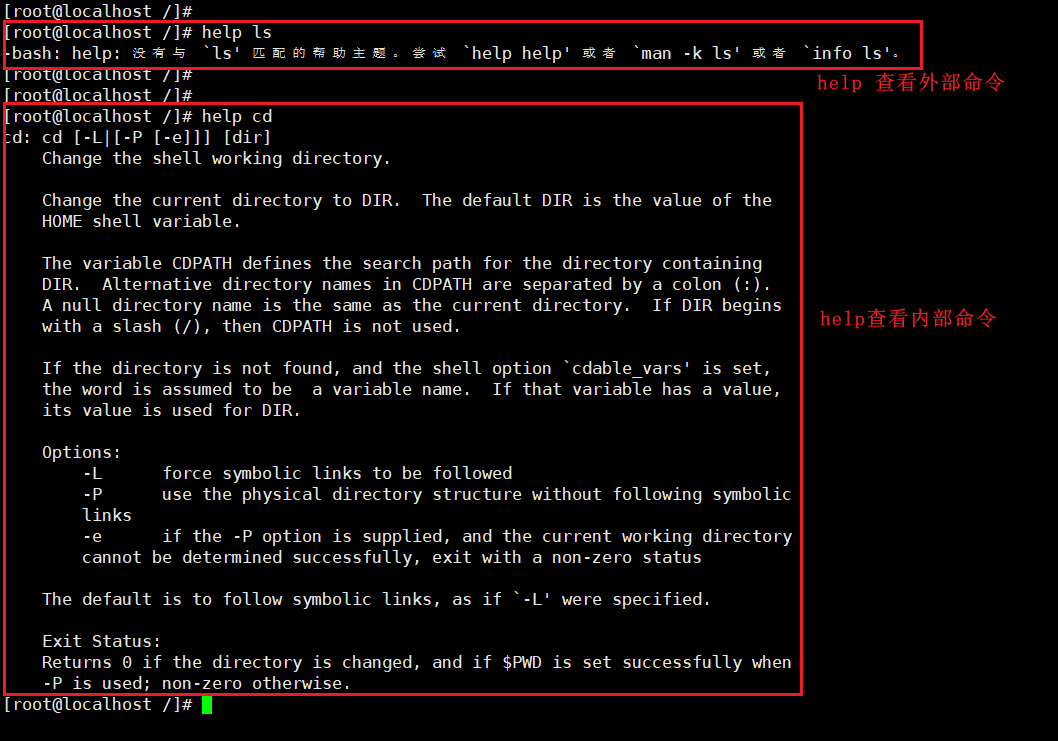 [root@localhost /]#
[root@localhost /]# help ls
-bash: help: 没有与 `ls' 匹配的帮助主题。尝试 `help help' 或者 `man -k ls' 或者 `info ls'。
[root@localhost /]#
help 查看外部命令
[root@localhost /]#
[root@localhost /]# help cd
cd: cd [-L|[-P [-e]]] [dir]
    Change the shell working directory.

    Change the current directory to DIR.  The default DIR is the value of the
    HOME shell variable.

    The variable CDPATH defines the search path for the directory containing
    DIR.  Alternative directory names in CDPATH are separated by a colon (:).
    A null directory name is the same as the current directory.  If DIR begins
    with a slash (/), then CDPATH is not used.
help查看内部命令

    If the directory is not found, and the shell option `cdable_vars' is set,
    the word is assumed to be  a variable name.  If that variable has a value,
    its value is used for DIR.

    Options:
        -L      force symbolic links to be followed
        -P      use the physical directory structure without following symbolic
        links
        -e      if the -P option is supplied, and the current working directory
        cannot be determined successfully, exit with a non-zero status

    The default is to follow symbolic links, as if `-L' were specified.

    Exit Status:
    Returns 0 if the directory is changed, and if $PWD is set successfully when
    -P is used; non-zero otherwise.
[root@localhost /]#